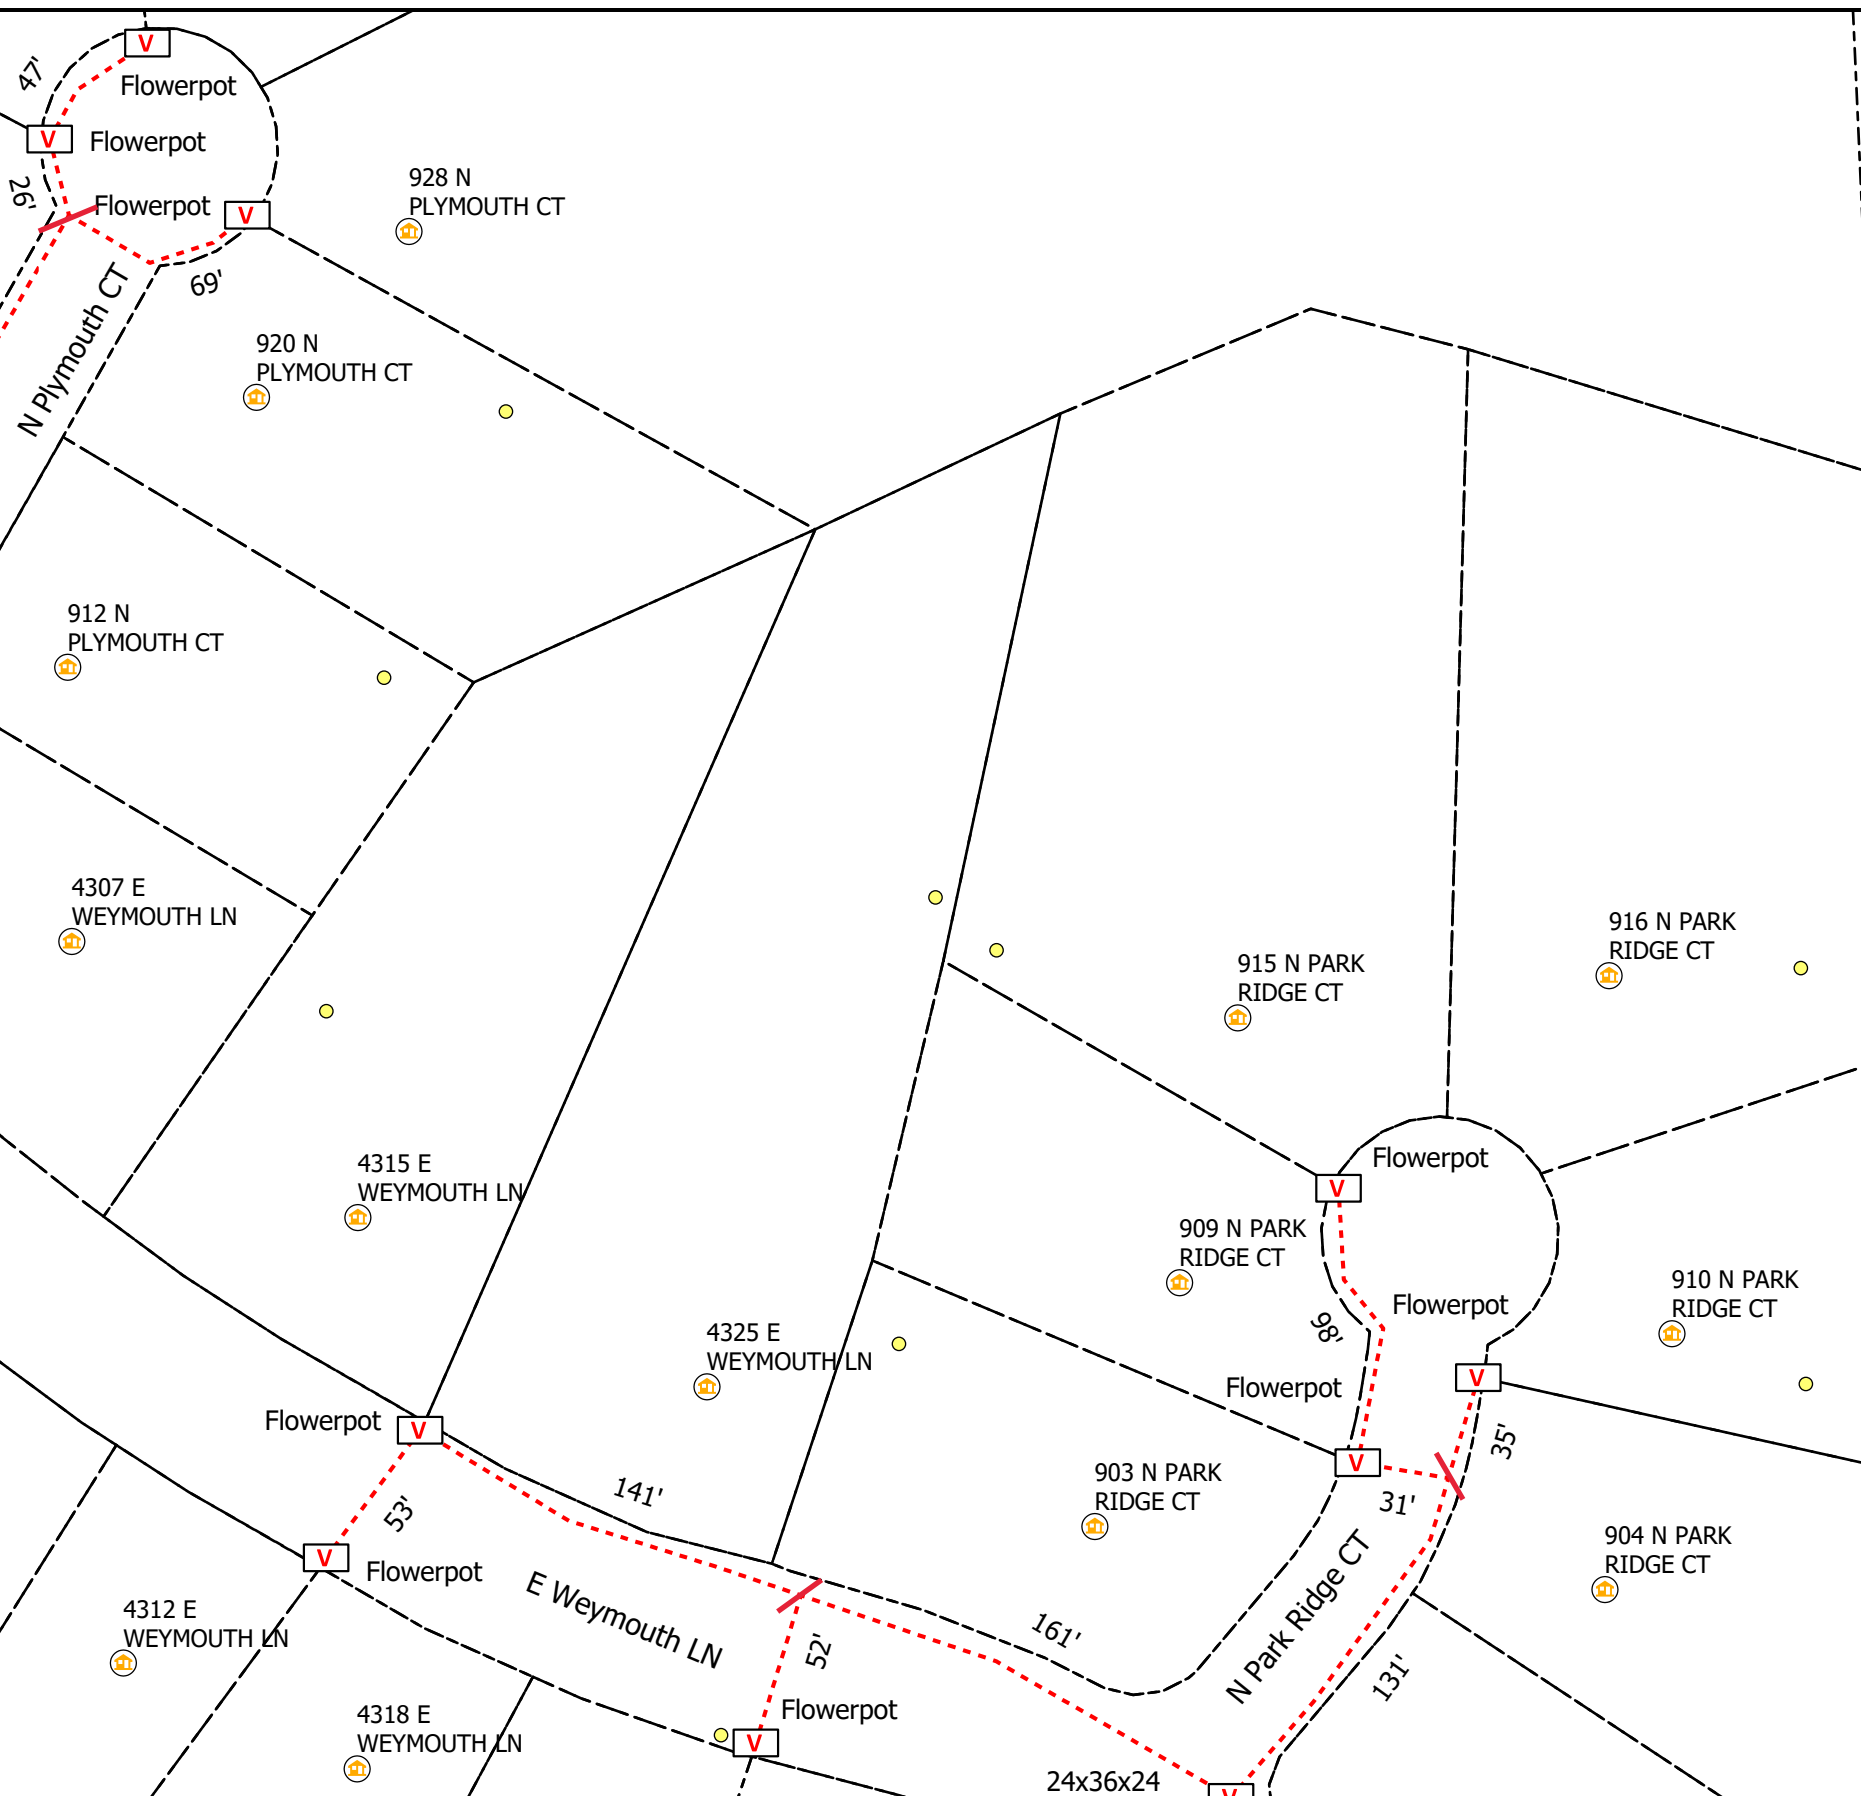 V
47'
Flowerpot
V
Flowerpot
26'
Flowerpot
V
928 N
PLYMOUTH CT
69'
N Plymouth CT
920 N
PLYMOUTH CT
912 N
PLYMOUTH CT
4307 E
WEYMOUTH LN
916 N PARK
RIDGE CT
915 N PARK
RIDGE CT
4315 E
WEYMOUTH LN
Flowerpot
V
909 N PARK
RIDGE CT
910 N PARK
RIDGE CT
Flowerpot
98'
4325 E
WEYMOUTH LN
Flowerpot
V
Flowerpot
V
35'
V
903 N PARK
RIDGE CT
31'
141'
53'
V
Flowerpot
E Weymouth LN
N Park Ridge CT
904 N PARK
RIDGE CT
4312 E
WEYMOUTH LN
161'
52'
131'
4318 E
WEYMOUTH LN
Flowerpot
V
24x36x24
V